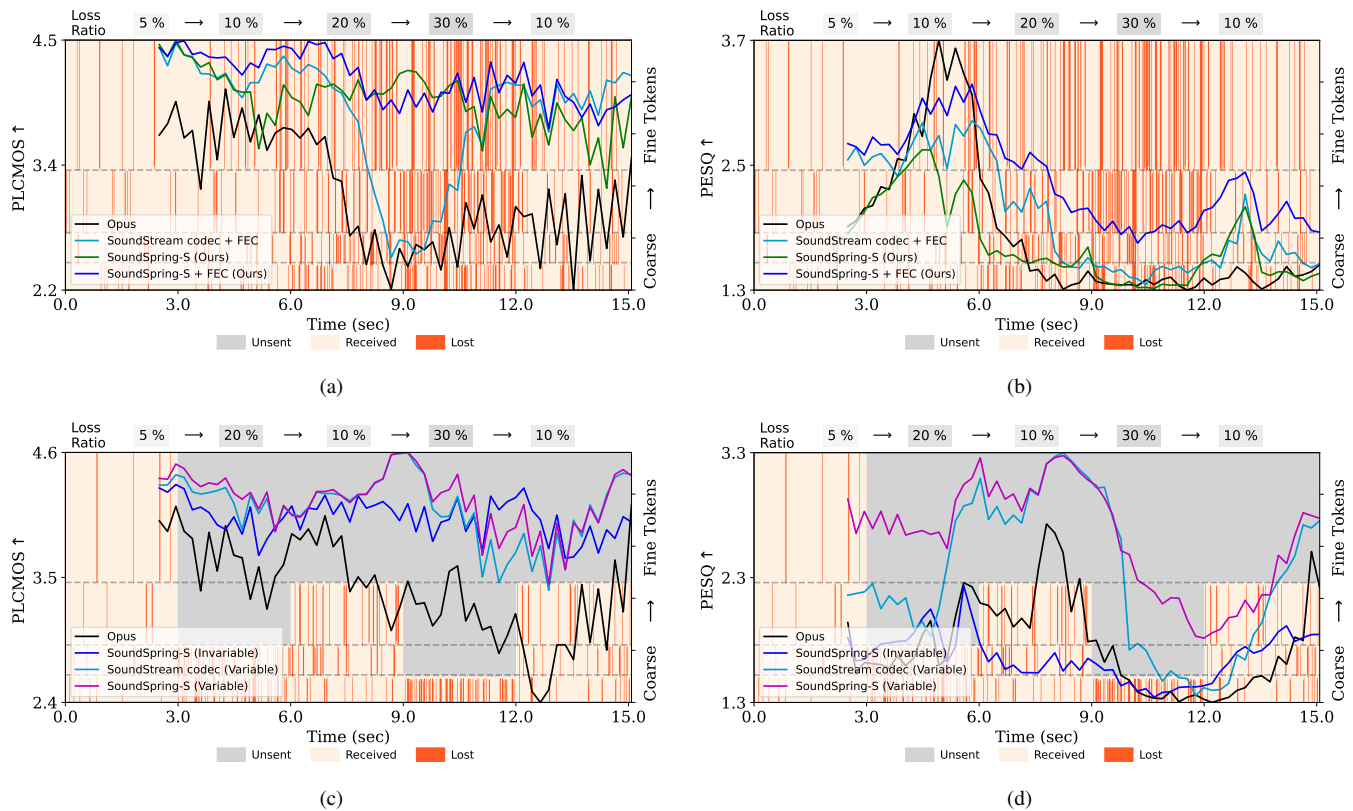 Loss Ratio 5 % → 10 % → 20 % → 30 % → 10 %
PLCMOS ↑
4.5
3.4
2.2
Opus
SoundStream codec + FEC
SoundSpring-S (Ours)
SoundSpring-S + FEC (Ours)
Coarse → Fine Tokens
0.0 3.0 6.0 9.0 12.0 15.0
Time (sec)
Unsent Received Lost
(a)
Loss Ratio 5 % → 10 % → 20 % → 30 % → 10 %
PESQ ↑
3.7
2.5
1.3
Opus
SoundStream codec + FEC
SoundSpring-S (Ours)
SoundSpring-S + FEC (Ours)
Coarse → Fine Tokens
0.0 3.0 6.0 9.0 12.0 15.0
Time (sec)
Unsent Received Lost
(b)
Loss Ratio 5 % → 20 % → 10 % → 30 % → 10 %
PLCMOS ↑
4.6
3.5
2.4
Opus
SoundSpring-S (Invariable)
SoundStream codec (Variable)
SoundSpring-S (Variable)
Coarse → Fine Tokens
0.0 3.0 6.0 9.0 12.0 15.0
Time (sec)
Unsent Received Lost
(c)
Loss Ratio 5 % → 20 % → 10 % → 30 % → 10 %
PESQ ↑
3.3
2.3
1.3
Opus
SoundSpring-S (Invariable)
SoundStream codec (Variable)
SoundSpring-S (Variable)
Coarse → Fine Tokens
0.0 3.0 6.0 9.0 12.0 15.0
Time (sec)
Unsent Received Lost
(d)